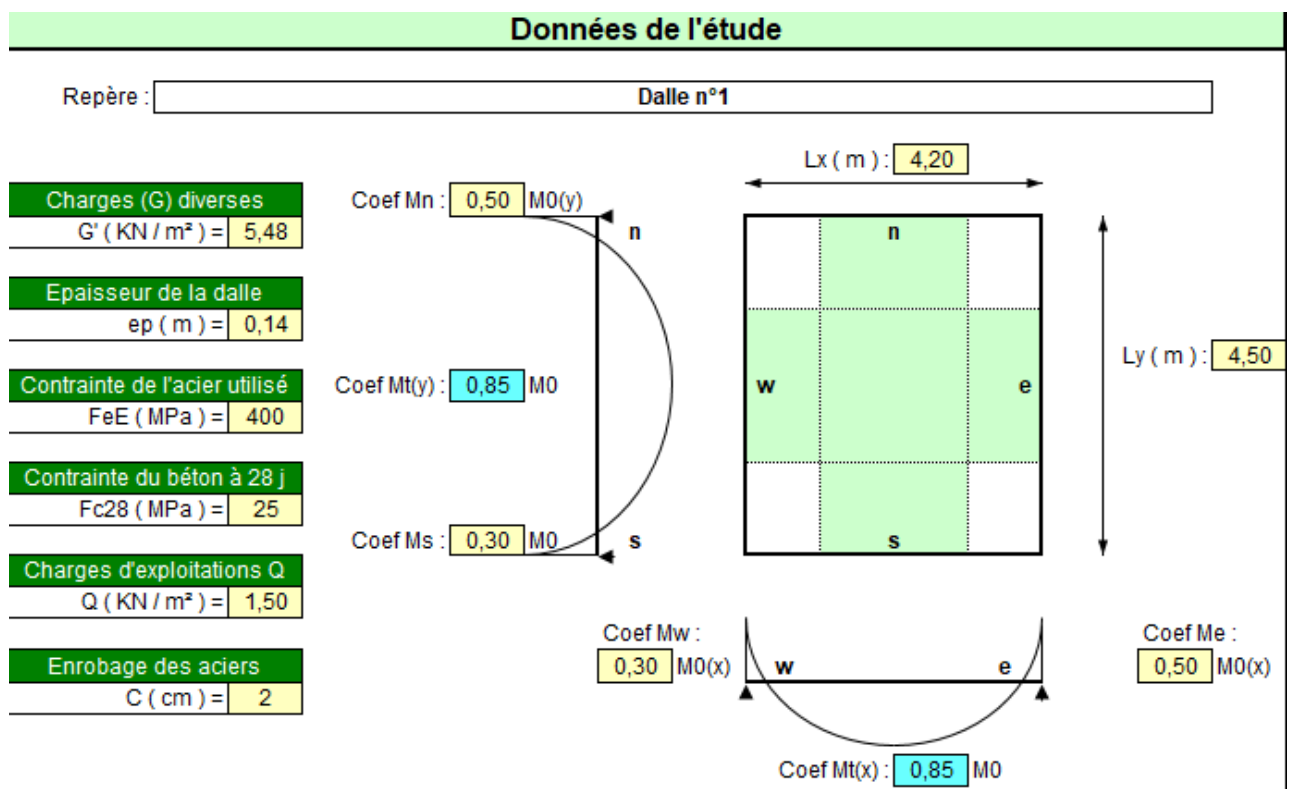 Données de l'étude
Repère : Dalle n°1
Lx ( m ) : 4,20
Charges (G) diverses
G' ( KN / m² ) = 5,48
Coef Mn : 0,50 M0(y)
n
n
Epaisseur de la dalle
ep ( m ) = 0,14
Ly ( m ) : 4,50
Contrainte de l'acier utilisé
FeE ( MPa ) = 400
Coef Mt(y) : 0,85 M0
w
e
Contrainte du béton à 28 j
Fc28 ( MPa ) = 25
Coef Ms : 0,30 M0
s
s
Charges d'exploitations Q
Q ( KN / m² ) = 1,50
Coef Mw :
0,30 M0(x)
w
e
Coef Me :
0,50 M0(x)
Enrobage des aciers
C ( cm ) = 2
Coef Mt(x) : 0,85 M0